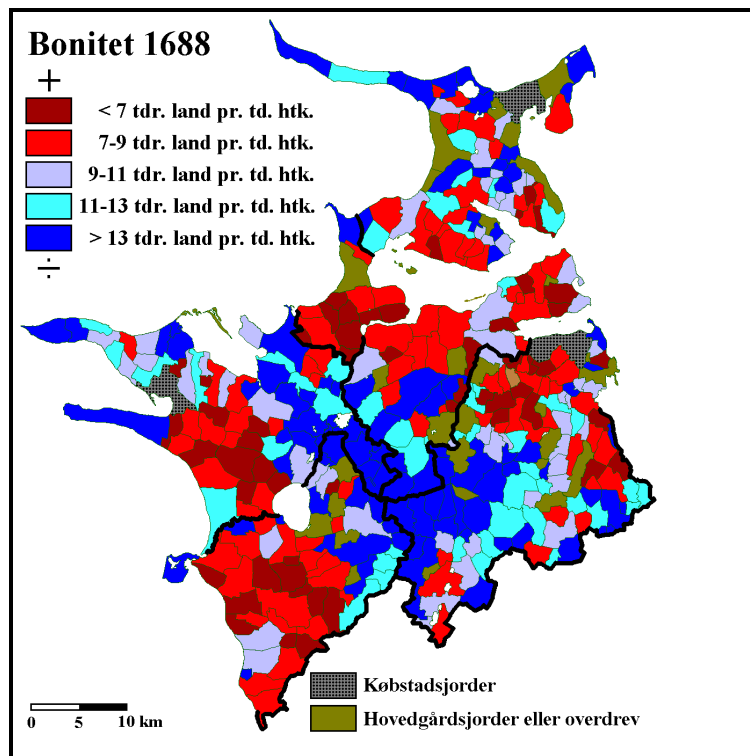 Bonitet 1688
+
< 7 tdr. land pr. td. htk.
7-9 tdr. land pr. td. htk.
9-11 tdr. land pr. td. htk.
11-13 tdr. land pr. td. htk.
> 13 tdr. land pr. td. htk.
÷
Købstadsjorder
Hovedgårdsjorder eller overdrev
0 5 10 km